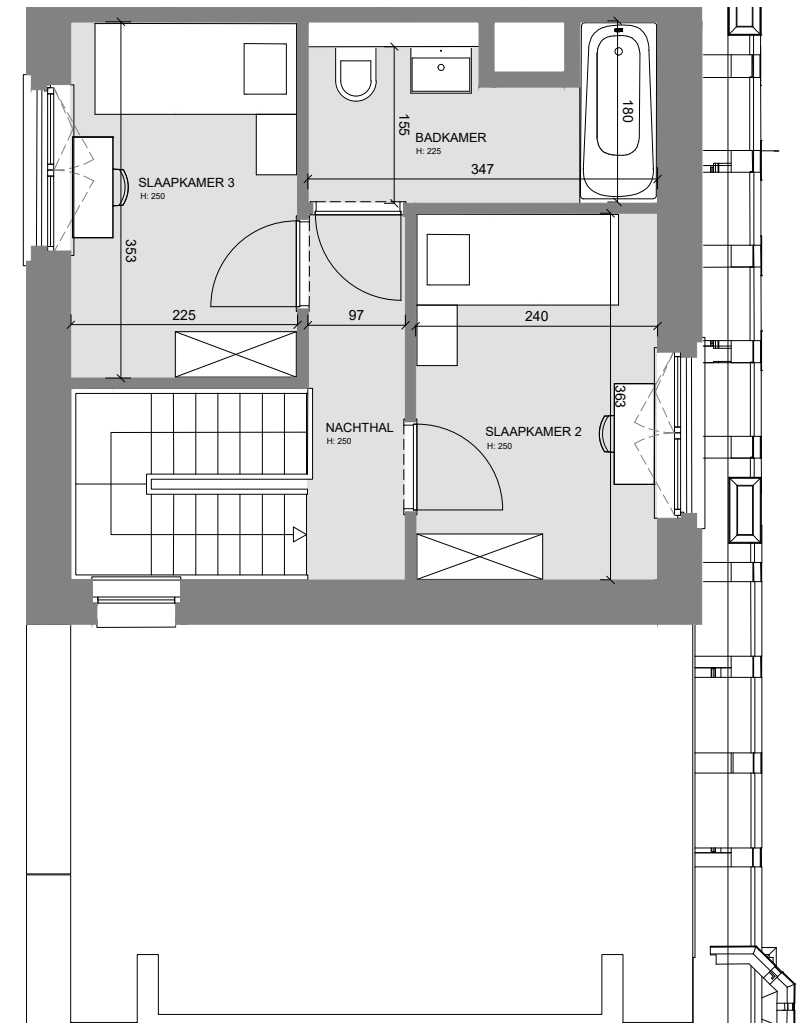 180
155
BADKAMER
H: 225
347
SLAAPKAMER 3
H: 250
353
225
97
240
363
NACHTHAL
H: 250
SLAAPKAMER 2
H: 250